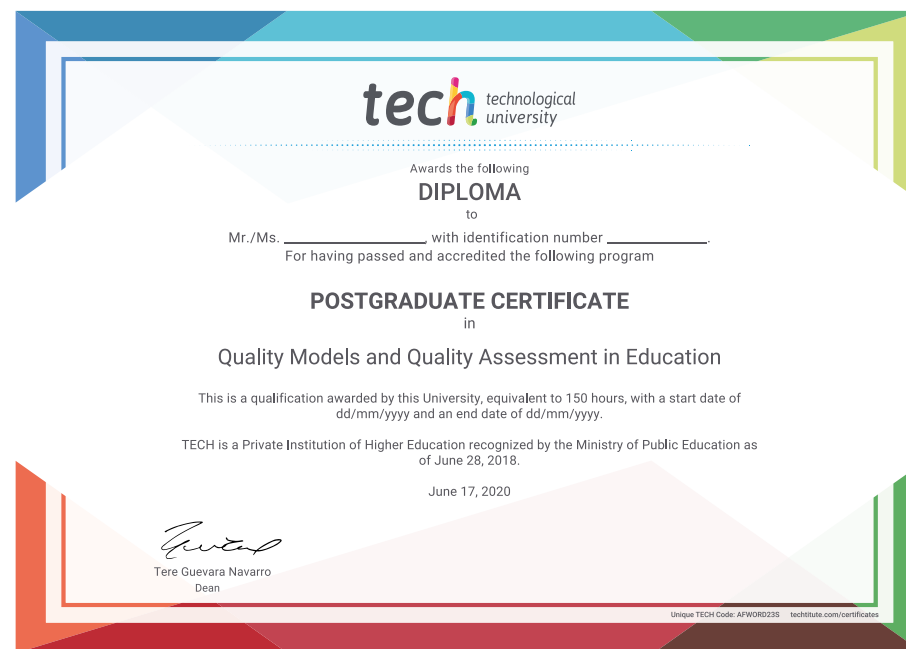 tech technological
university
Awards the following
DIPLOMA
to
Mr./Ms. ____________, with identification number ____________.
For having passed and accredited the following program
POSTGRADUATE CERTIFICATE
in
Quality Models and Quality Assessment in Education
This is a qualification awarded by this University, equivalent to 150 hours, with a start date of
dd/mm/yyyy and an end date of dd/mm/yyyy.
TECH is a Private Institution of Higher Education recognized by the Ministry of Public Education as
of June 28, 2018.
June 17, 2020
Tere Guevara Navarro
Dean
Unique TECH Code: AFWORD23S techtitute.com/certificates